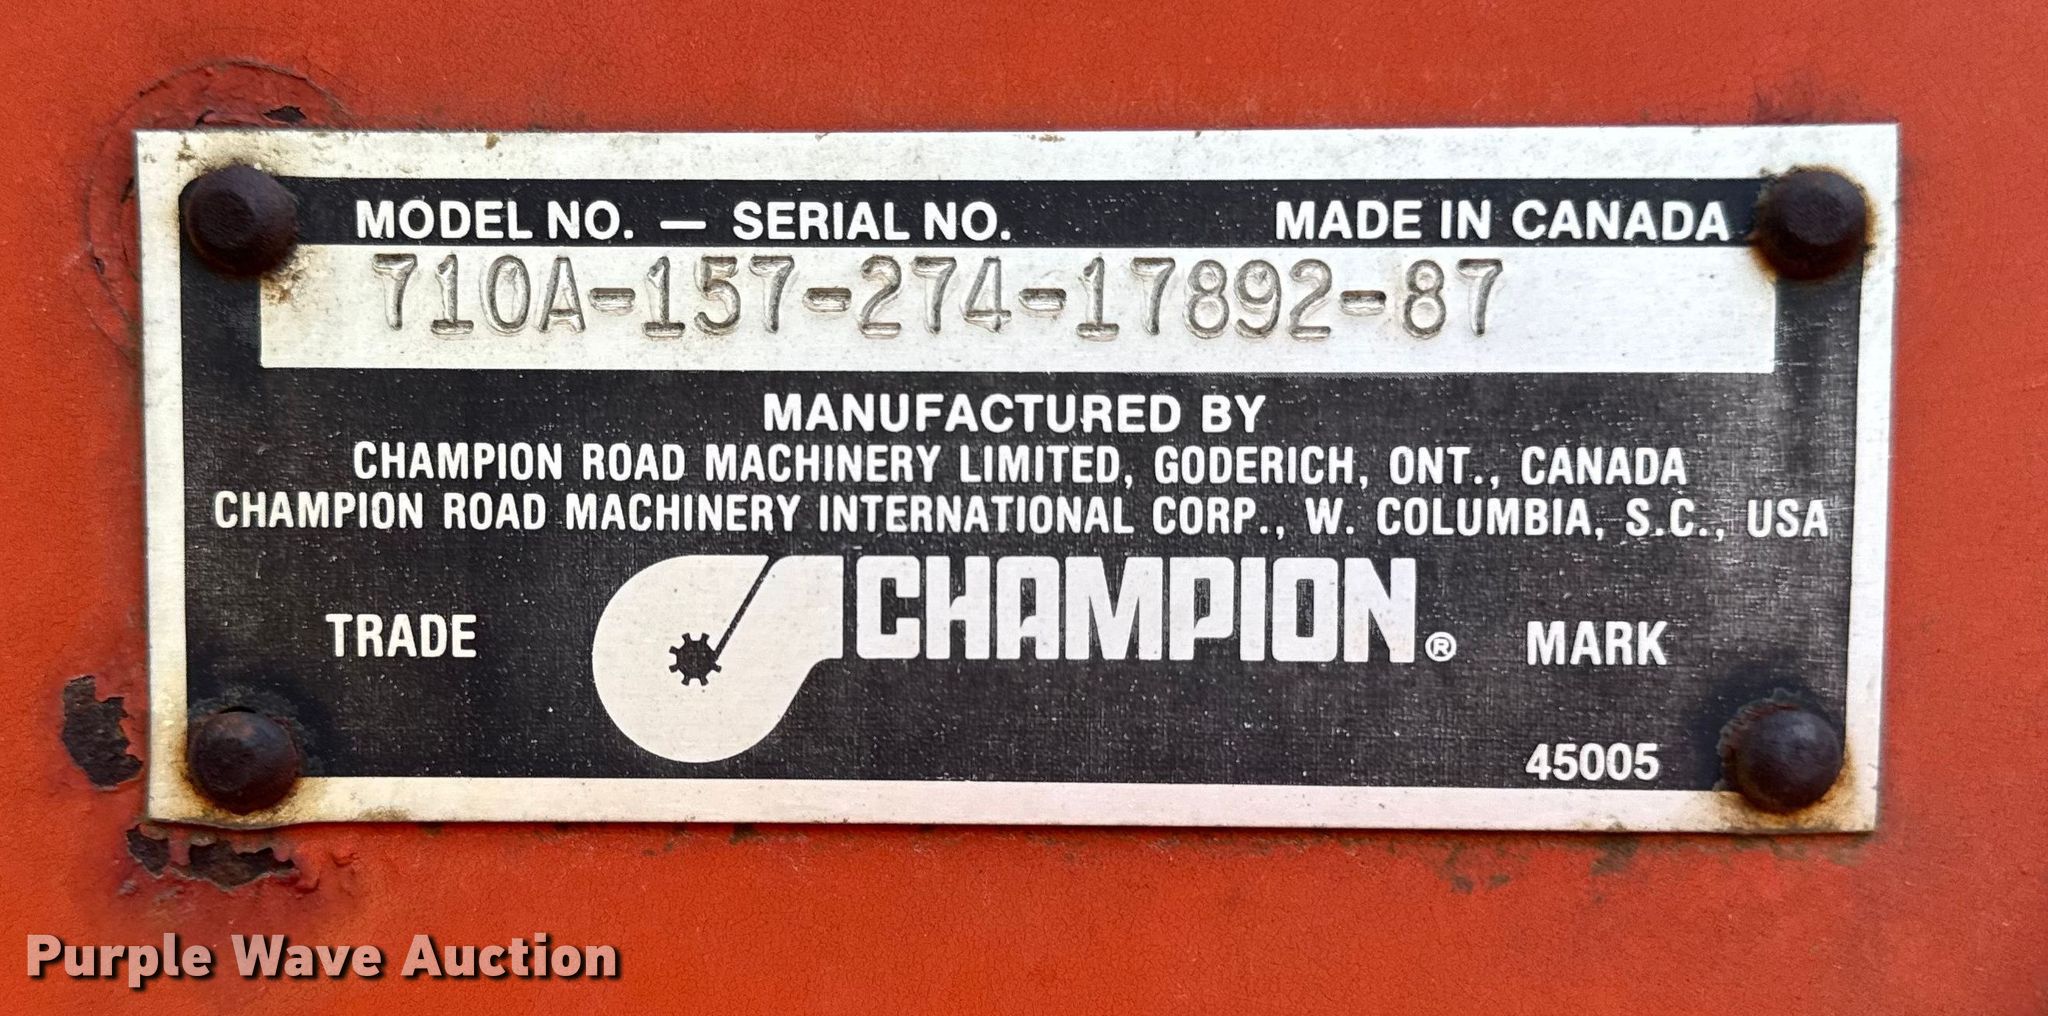 MODEL NO. — SERIAL NO. MADE IN CANADA
710A-157-274-17892-87
MANUFACTURED BY
CHAMPION ROAD MACHINERY LIMITED, GODERICH, ONT., CANADA
CHAMPION ROAD MACHINERY INTERNATIONAL CORP., W. COLUMBIA, S.C., USA
TRADE CHAMPION® MARK
45005
Purple Wave Auction